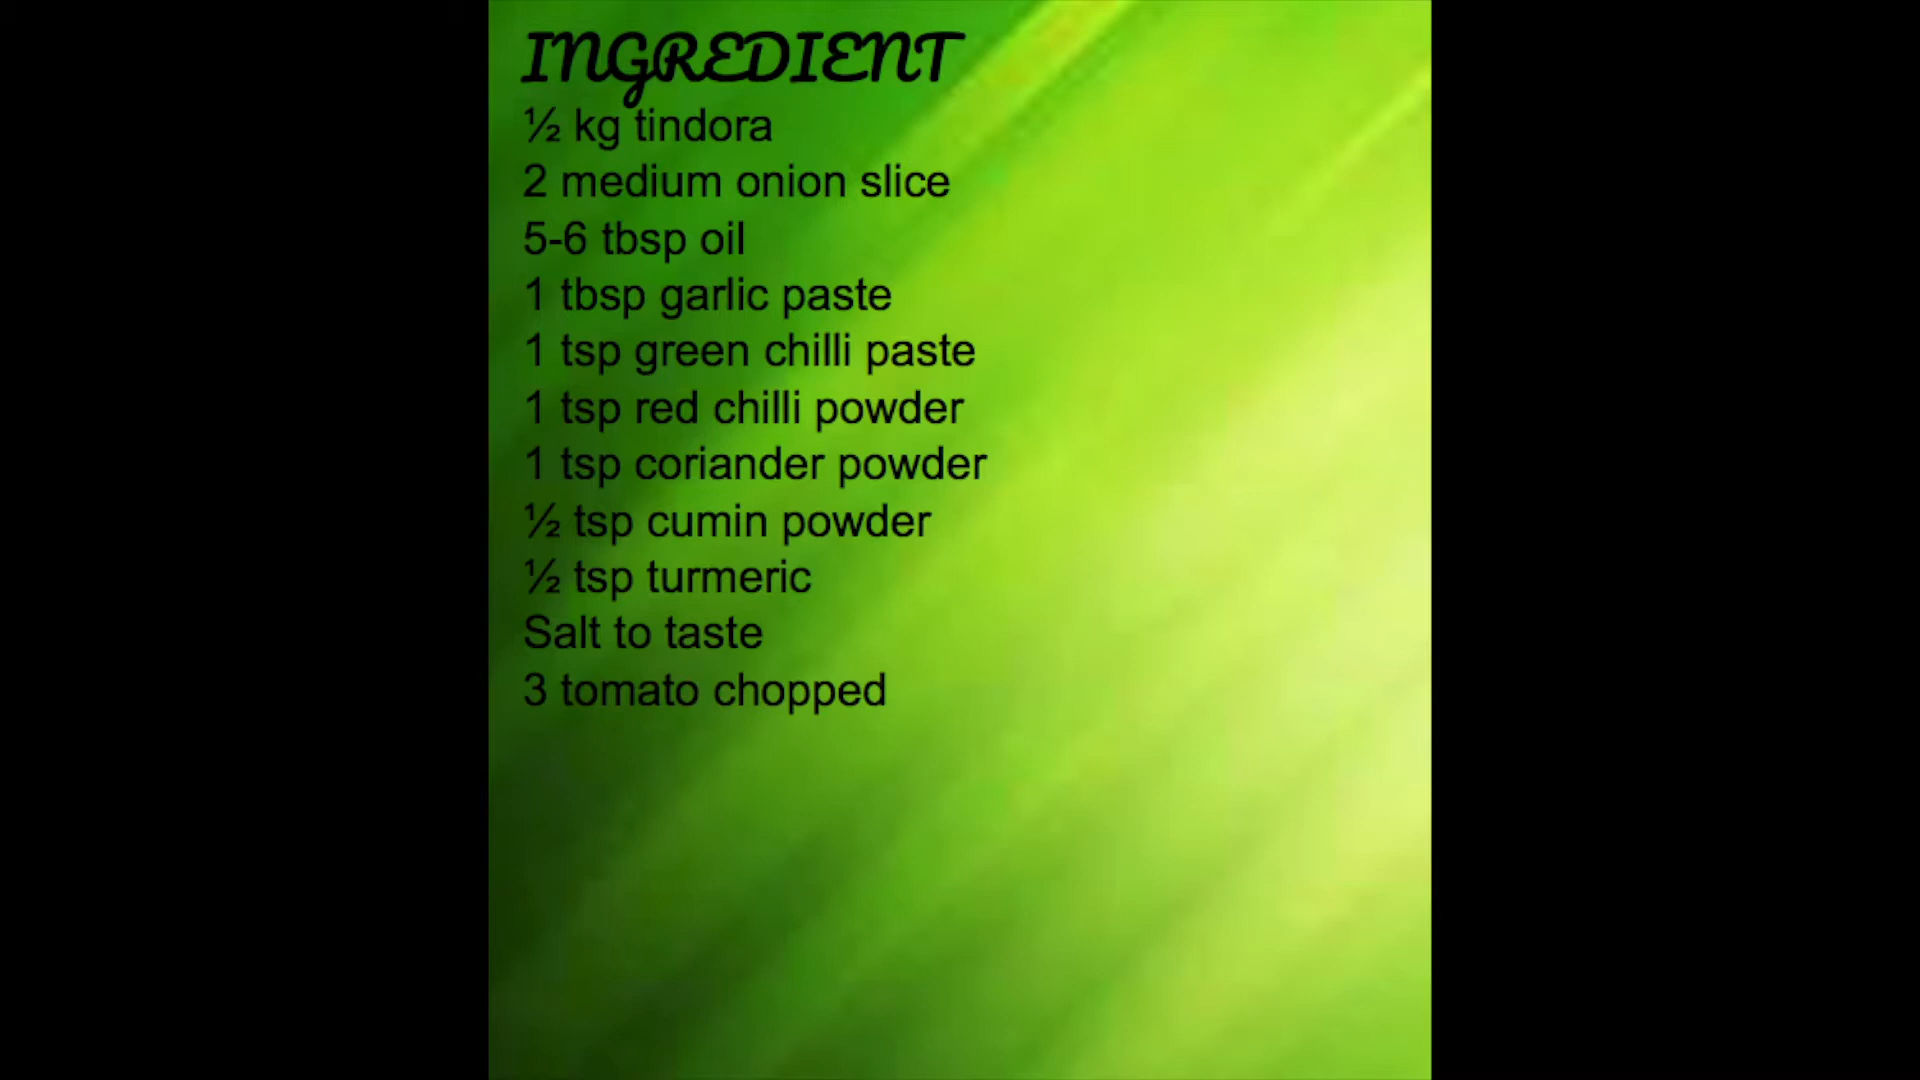 INGREDIENT
½ kg tindora
2 medium onion slice
5-6 tbsp oil
1 tbsp garlic paste
1 tsp green chilli paste
1 tsp red chilli powder
1 tsp coriander powder
½ tsp cumin powder
½ tsp turmeric
Salt to taste
3 tomato chopped